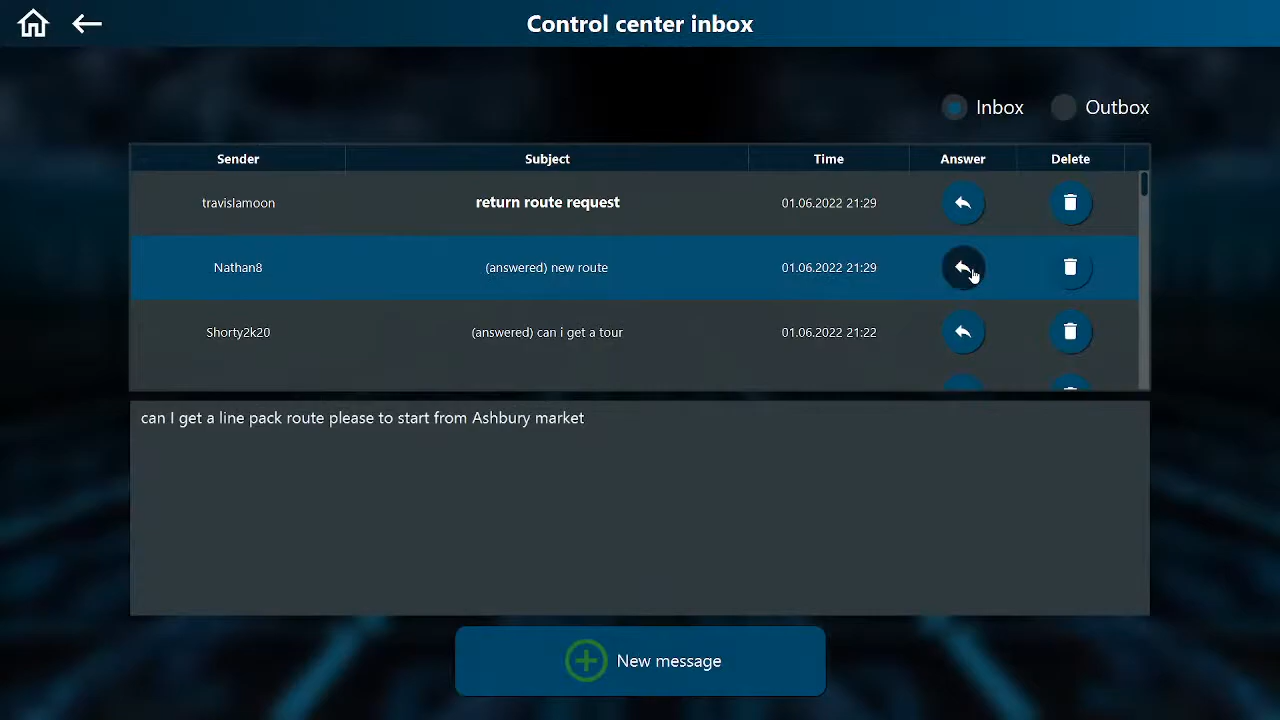 Control center inbox
Inbox Outbox
Sender Subject Time Answer Delete
travislamoon return route request 01.06.2022 21:29
Nathan8 (answered) new route 01.06.2022 21:29
Shorty2k20 (answered) can i get a tour 01.06.2022 21:22
can I get a line pack route please to start from Ashbury market
New message